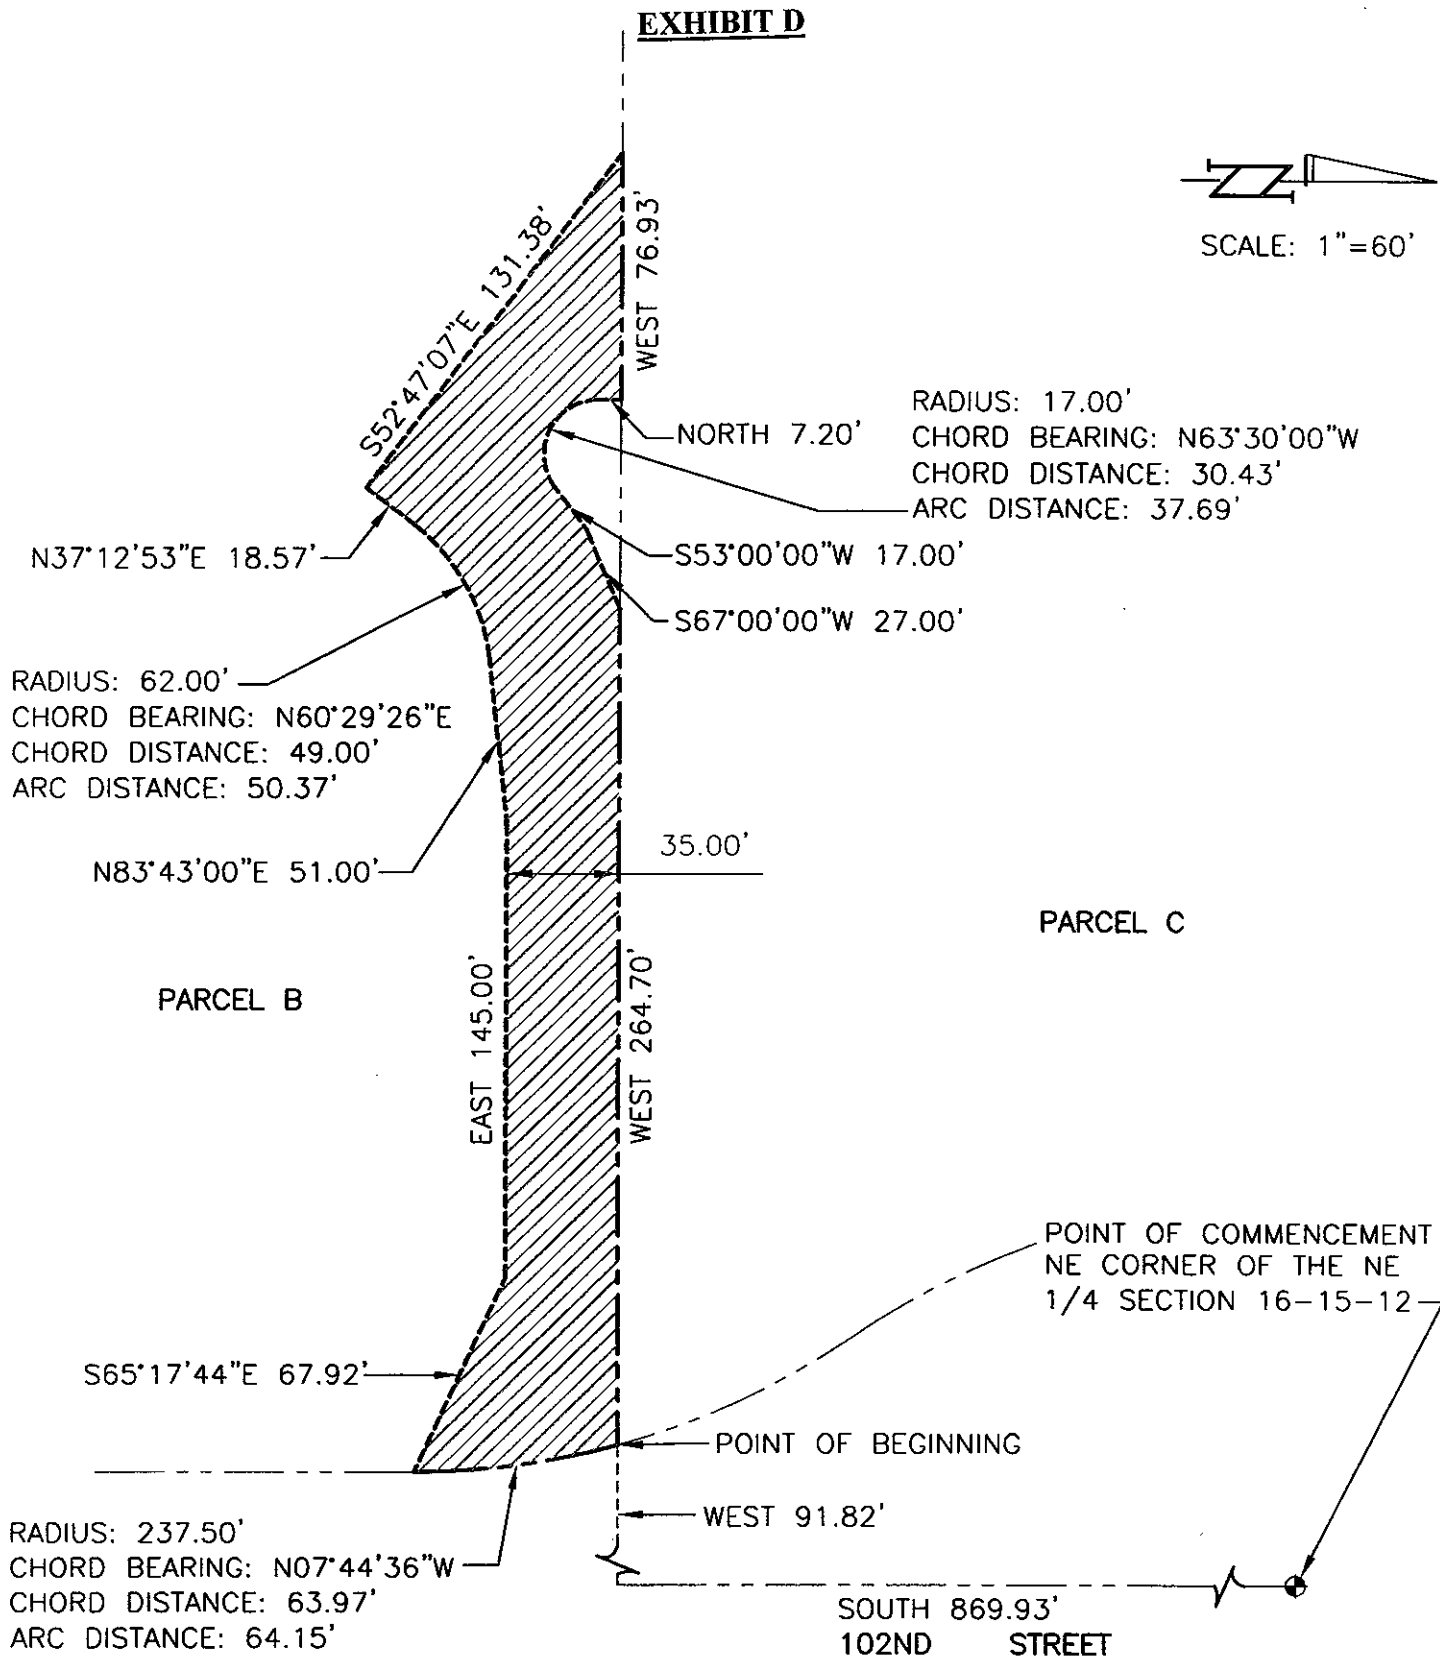 EXHIBIT D
SCALE: 1"=60'
S52°47'07"E 131.38'
WEST 76.93'
NORTH 7.20'
RADIUS: 17.00'
CHORD BEARING: N63°30'00"W
CHORD DISTANCE: 30.43'
ARC DISTANCE: 37.69'
N37°12'53"E 18.57'
S53°00'00"W 17.00'
S67°00'00"W 27.00'
RADIUS: 62.00'
CHORD BEARING: N60°29'26"E
CHORD DISTANCE: 49.00'
ARC DISTANCE: 50.37'
N83°43'00"E 51.00'
35.00'
PARCEL C
PARCEL B
EAST 145.00'
WEST 264.70'
POINT OF COMMENCEMENT
NE CORNER OF THE NE
1/4 SECTION 16-15-12
S65°17'44"E 67.92'
POINT OF BEGINNING
WEST 91.82'
RADIUS: 237.50'
CHORD BEARING: N07°44'36"W
CHORD DISTANCE: 63.97'
ARC DISTANCE: 64.15'
SOUTH 869.93'
102ND STREET